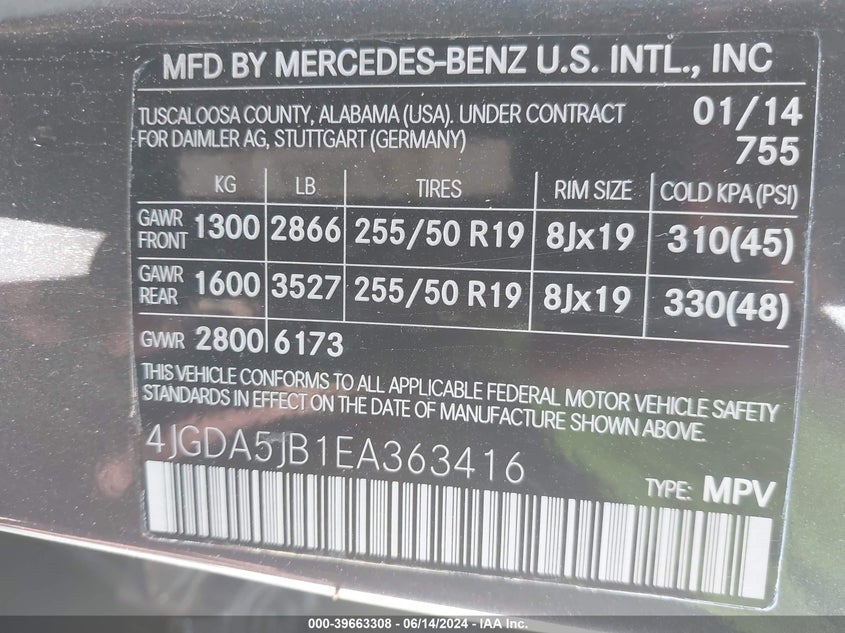 MFD BY MERCEDES-BENZ U.S. INTL., INC
TUSCALOOSA COUNTY, ALABAMA (USA). UNDER CONTRACT 01/14
FOR DAIMLER AG, STUTTGART (GERMANY) 755
KG LB TIRES RIM SIZE COLD KPA (PSI)
GAWR FRONT 1300 2866 255/50 R19 8Jx19 310(45)
GAWR REAR 1600 3527 255/50 R19 8Jx19 330(48)
GVWR 2800 6173
THIS VEHICLE CONFORMS TO ALL APPLICABLE FEDERAL MOTOR VEHICLE SAFETY
STANDARDS IN EFFECT ON THE DATE OF MANUFACTURE SHOWN ABOVE.
4JGDA5JB1EA363416
TYPE: MPV
000-39663308 - 06/14/2024 - IAA Inc.